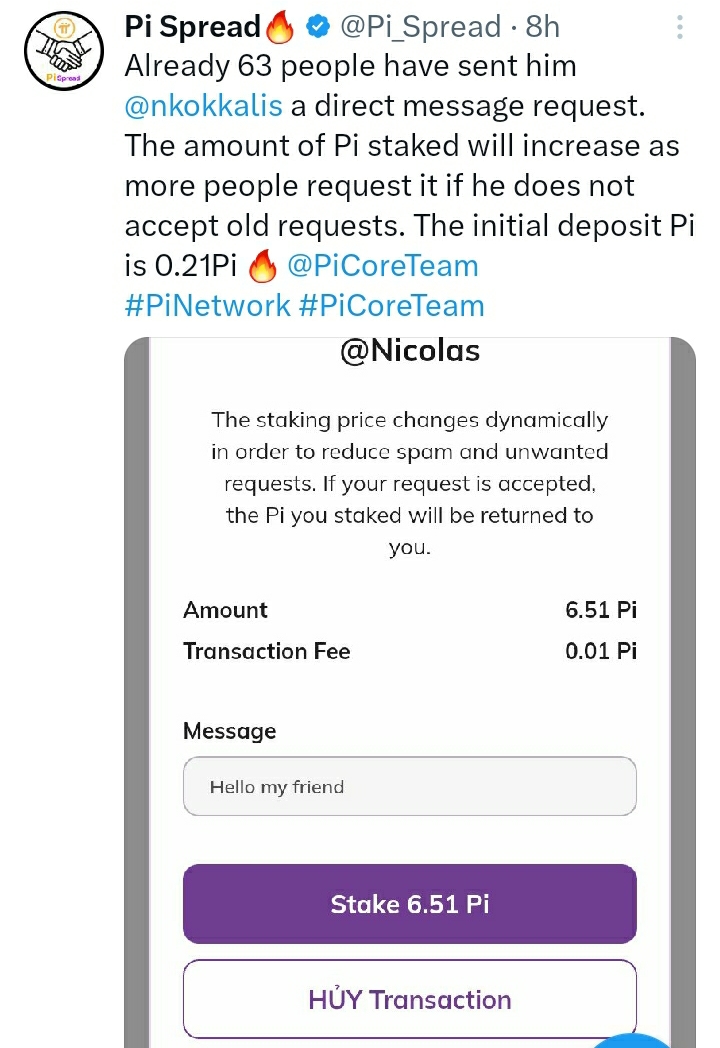 Pi Spread🔥 @Pi_Spread · 8h
Already 63 people have sent him
@nkokkalis a direct message request.
The amount of Pi staked will increase as
more people request it if he does not
accept old requests. The initial deposit Pi
is 0.21Pi 🔥 @PiCoreTeam
#PiNetwork #PiCoreTeam
Pi Spread
@Nicolas
The staking price changes dynamically
in order to reduce spam and unwanted
requests. If your request is accepted,
the Pi you staked will be returned to
you.
Amount 6.51 Pi
Transaction Fee 0.01 Pi
Message
Hello my friend
Stake 6.51 Pi
HỦY Transaction